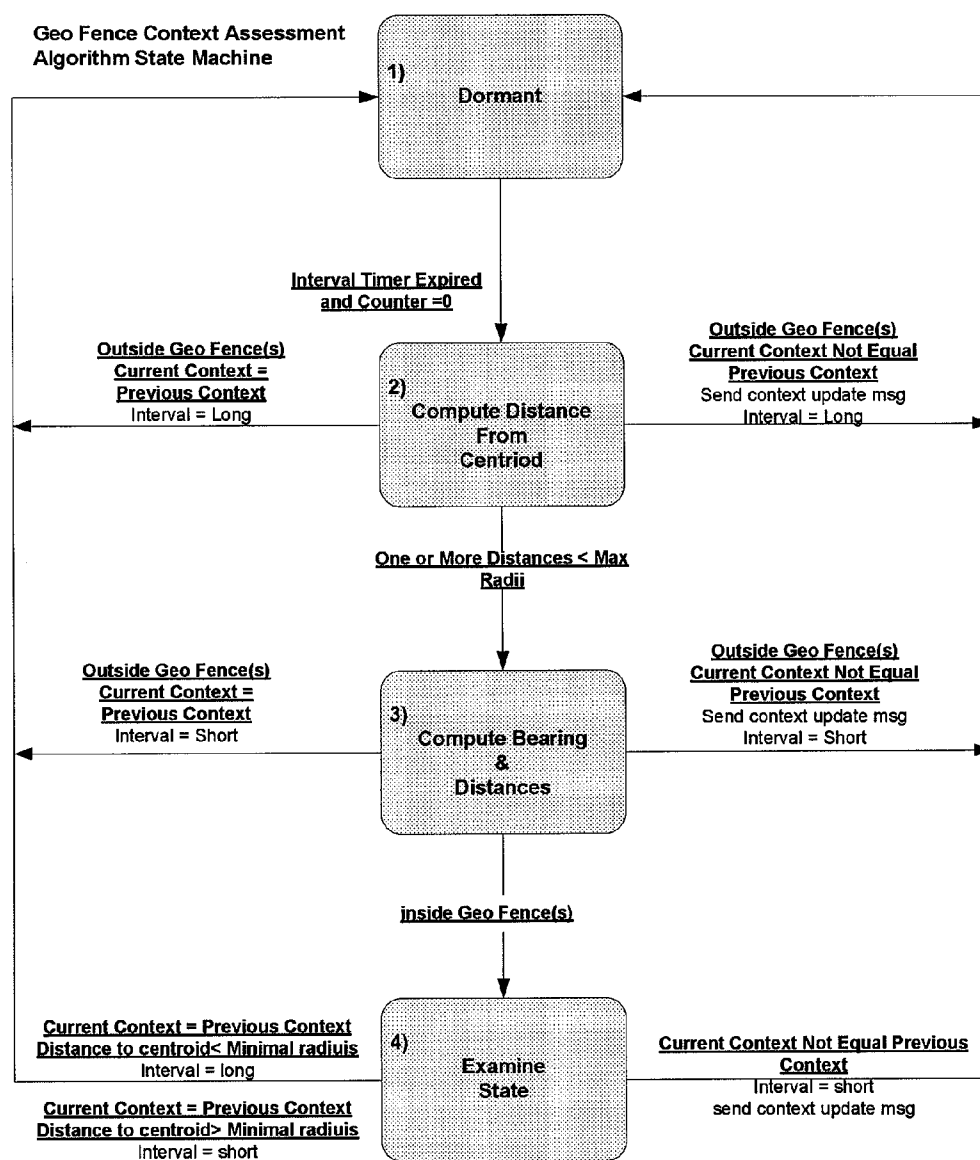 Geo Fence Context Assessment
Algorithm State Machine
1)
Dormant
Interval Timer Expired
and Counter =0
Outside Geo Fence(s)
Current Context =
Previous Context
Interval = Long
2)
Compute Distance
From
Centriod
Outside Geo Fence(s)
Current Context Not Equal
Previous Context
Send context update msg
Interval = Long
One or More Distances < Max
Radii
Outside Geo Fence(s)
Current Context =
Previous Context
Interval = Short
3)
Compute Bearing
&
Distances
Outside Geo Fence(s)
Current Context Not Equal
Previous Context
Send context update msg
Interval = Short
inside Geo Fence(s)
Current Context = Previous Context
Distance to centroid< Minimal radiuis
Interval = long
Current Context = Previous Context
Distance to centroid> Minimal radiuis
Interval = short
4)
Examine
State
Current Context Not Equal Previous
Context
Interval = short
send context update msg